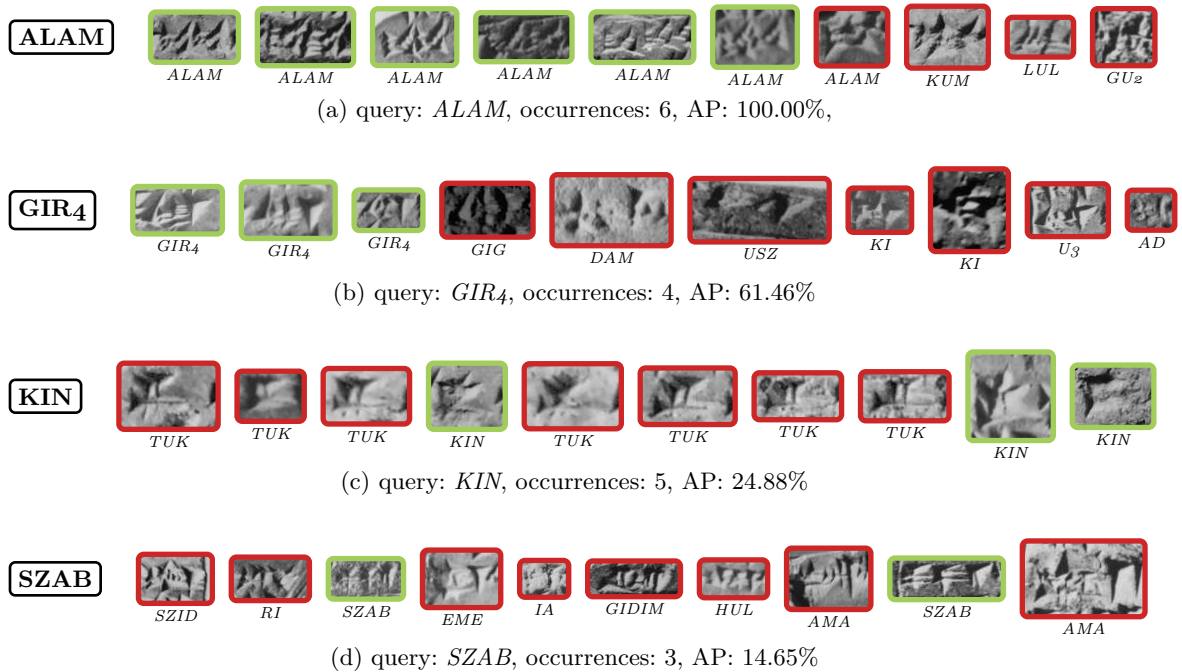 ALAM
ALAM ALAM ALAM ALAM ALAM ALAM ALAM KUM LUL GU2
(a) query: ALAM, occurrences: 6, AP: 100.00%,
GIR4
GIR4 GIR4 GIR4 GIG DAM USZ KI KI U3 AD
(b) query: GIR4, occurrences: 4, AP: 61.46%
KIN
TUK TUK TUK KIN TUK TUK TUK TUK KIN KIN
(c) query: KIN, occurrences: 5, AP: 24.88%
SZAB
SZID RI SZAB EME IA GIDIM HUL AMA SZAB AMA
(d) query: SZAB, occurrences: 3, AP: 14.65%